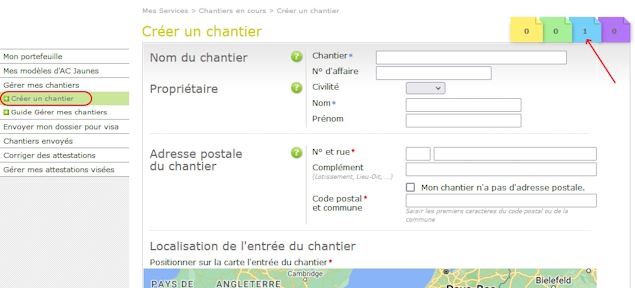 Mes Services > Chantiers en cours > Créer un chantier
Créer un chantier
0 0 1 0
Mon portefeuille
Mes modèles d'AC Jaunes
Gérer mes chantiers
Créer un chantier
Guide Gérer mes chantiers
Envoyer mon dossier pour visa
Chantiers envoyés
Corriger des attestations
Gérer mes attestations visées
Nom du chantier
?
Chantier*
N° d'affaire
Propriétaire
?
Civilité
Nom*
Prénom
Adresse postale
du chantier
?
N° et rue*
Complément
(Lotissement, Lieu-Dit, ...)
Mon chantier n'a pas d'adresse postale.
Code postal*
et commune
Saisir les premiers caractères du code postal ou de la
commune
Localisation de l'entrée du chantier
Positionner sur la carte l'entrée du chantier*
Cambridge
PAYS DE
ANGLETERRE
Bielefeld